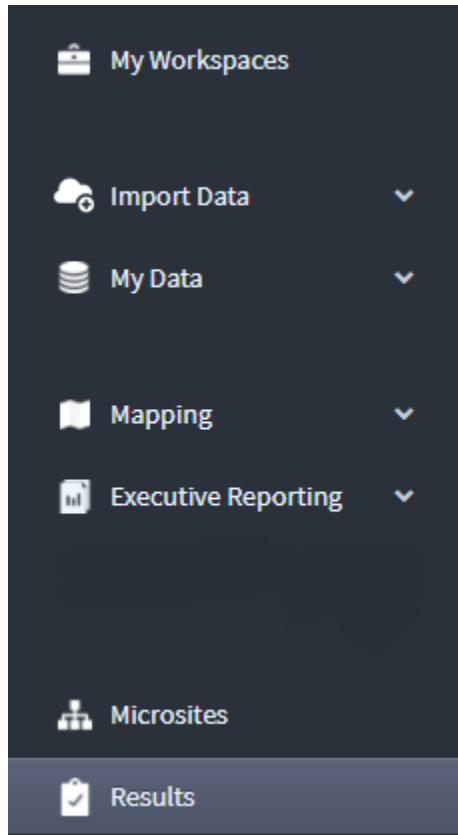 My Workspaces
Import Data
My Data
Mapping
Executive Reporting
Microsites
Results